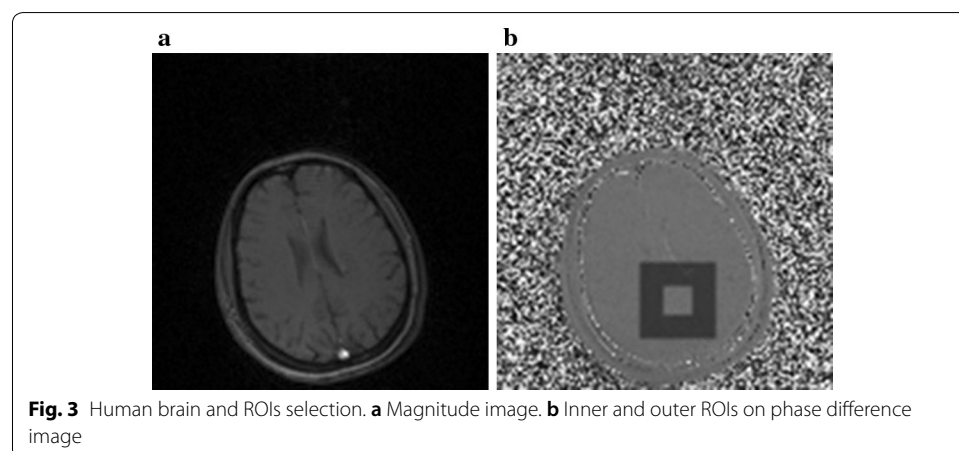 a b
Fig. 3 Human brain and ROIs selection. a Magnitude image. b Inner and outer ROIs on phase difference
image